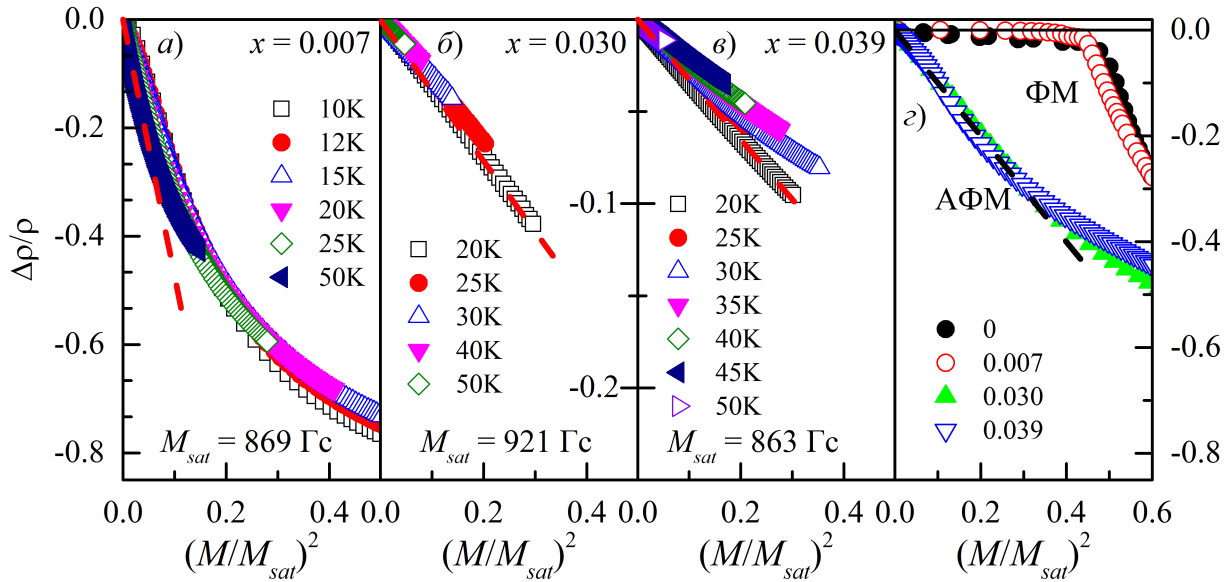 Δρ/ρ
0.0
-0.2
-0.4
-0.6
-0.8
а)
x = 0.007
10K
12K
15K
20K
25K
50K
M_sat = 869 Гс
0.0
0.2
0.4
(M/M_sat)²
б)
x = 0.030
20K
25K
30K
40K
50K
M_sat = 921 Гс
0.0
0.2
0.4
(M/M_sat)²
в)
x = 0.039
-0.1
-0.2
20K
25K
30K
35K
40K
45K
50K
M_sat = 863 Гс
0.0
0.2
0.4
(M/M_sat)²
г)
ФМ
АФМ
0
0.007
0.030
0.039
0.0
-0.2
-0.4
-0.6
-0.8
0.0
0.2
0.4
0.6
(M/M_sat)²